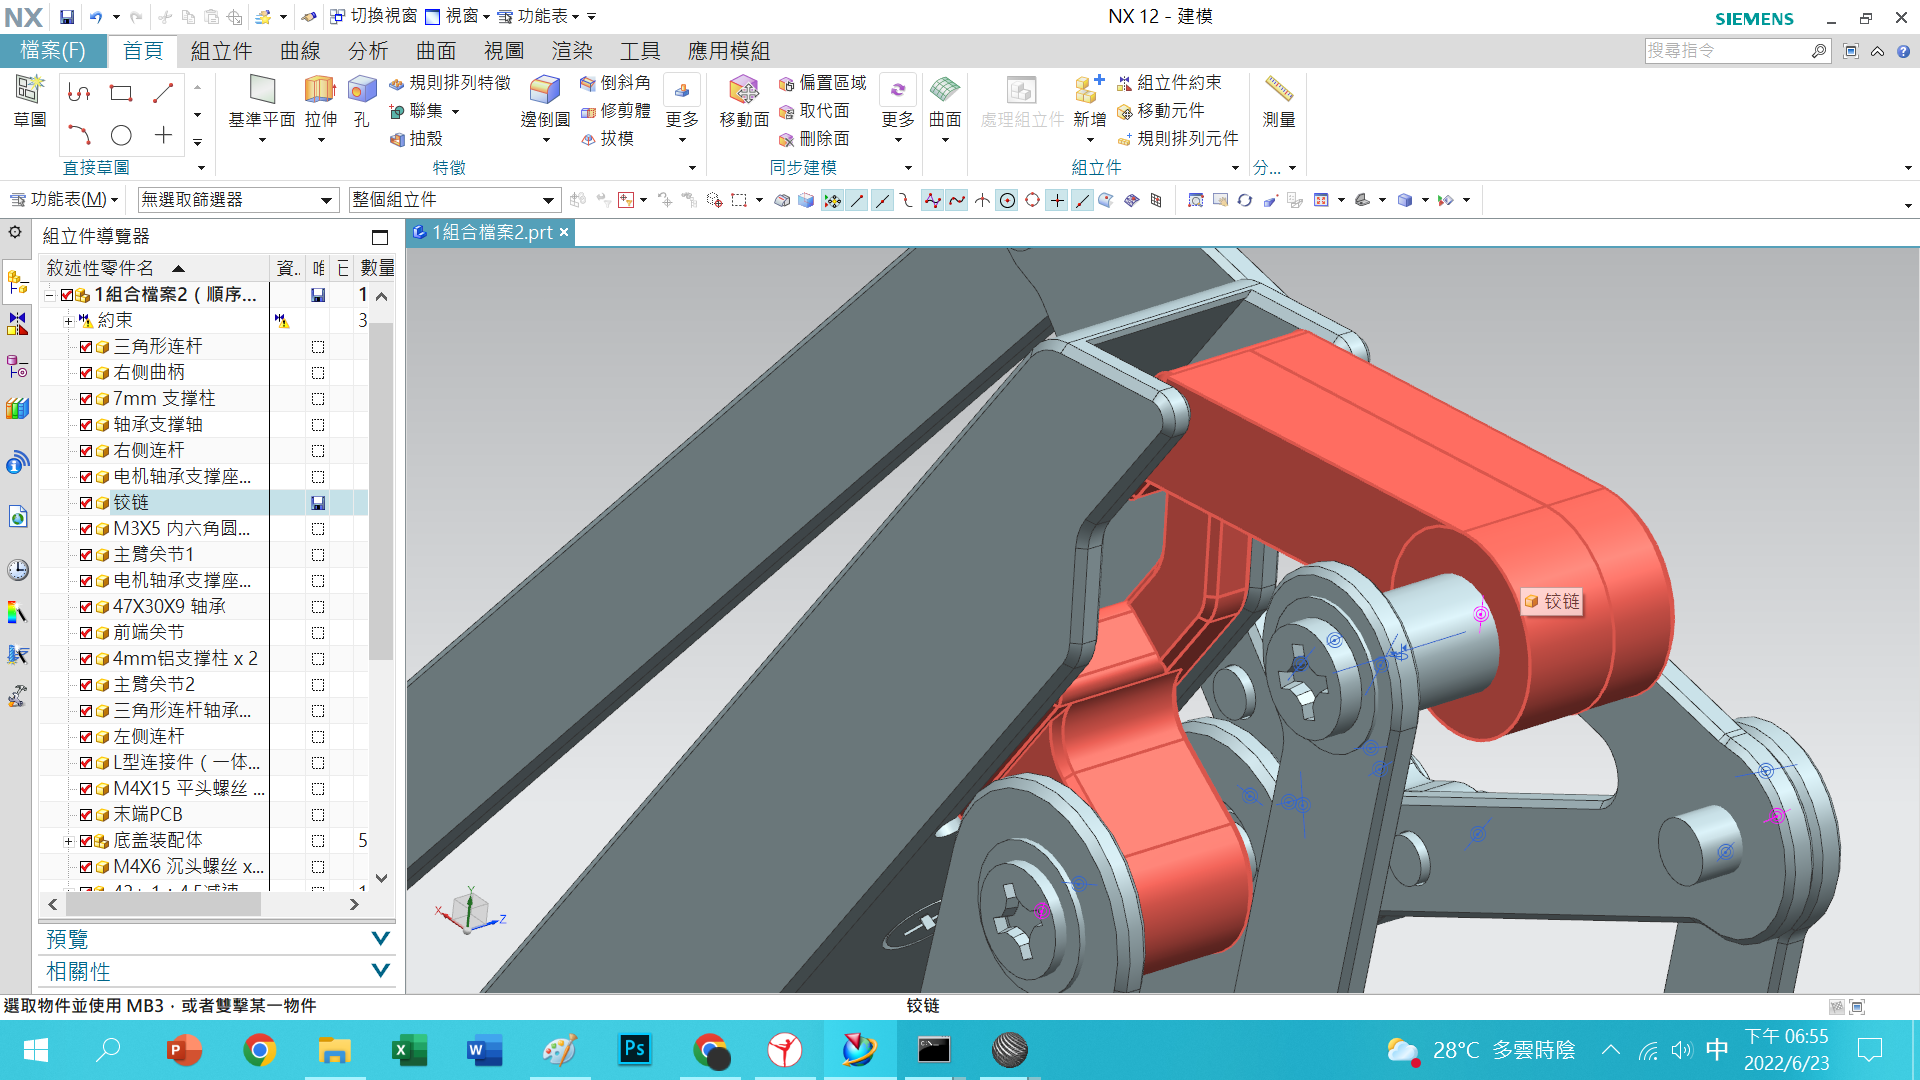 NX
切換視窗 視窗 功能表
NX 12 - 建模
SIEMENS
檔案(F) 首頁 組立件 曲線 分析 曲面 視圖 渲染 工具 應用模組
搜尋指令
草圖
直接草圖
基準平面 拉伸 孔
規則排列特徵
聯集
抽殼
邊倒圓
倒斜角
修剪體
拔模
更多
特徵
移動面
偏置區域
取代面
刪除面
更多
同步建模
曲面
處理組立件 新增
組立件約束
移動元件
規則排列元件
組立件
測量
分...
功能表(M) 無選取篩選器 整個組立件
組立件導覽器
1組合檔案2.prt
敘述性零件名 資.. 唯 已 數量
1組合檔案2 ( 順序... 1
約束 3
三角形连杆
右侧曲柄
7mm 支撑柱
轴承支撑轴
右侧连杆
电机轴承支撑座...
铰链
M3X5 内六角圆...
主臂关节1
电机轴承支撑座...
47X30X9 轴承
前端关节
4mm铝支撑柱 x 2
主臂关节2
三角形连杆轴承...
左侧连杆
L型连接件 ( 一体...
M4X15 平头螺丝 ...
末端PCB
底盖装配体 5
M4X6 沉头螺丝 x...
預覽
相關性
铰链
X Y Z
選取物件並使用 MB3，或者雙擊某一物件
铰链
28°C 多雲時陰
中
下午 06:55
2022/6/23